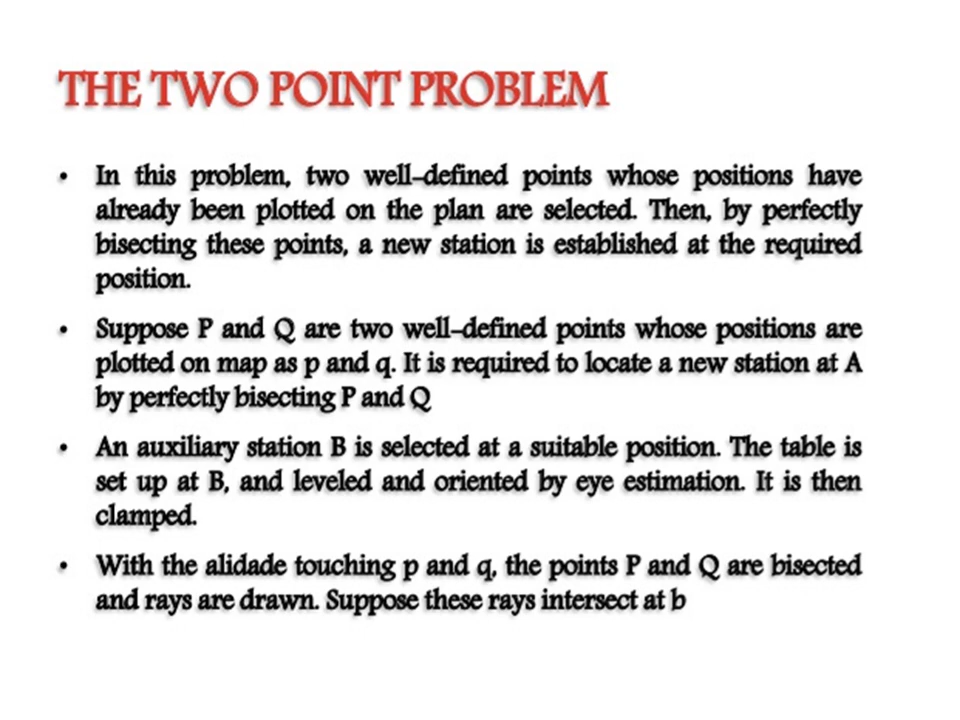 THE TWO POINT PROBLEM
• In this problem, two well-defined points whose positions have
already been plotted on the plan are selected. Then, by perfectly
bisecting these points, a new station is established at the required
position.
• Suppose P and Q are two well-defined points whose positions are
plotted on map as p and q. It is required to locate a new station at A
by perfectly bisecting P and Q
• An auxiliary station B is selected at a suitable position. The table is
set up at B, and leveled and oriented by eye estimation. It is then
clamped.
• With the alidade touching p and q, the points P and Q are bisected
and rays are drawn. Suppose these rays intersect at b